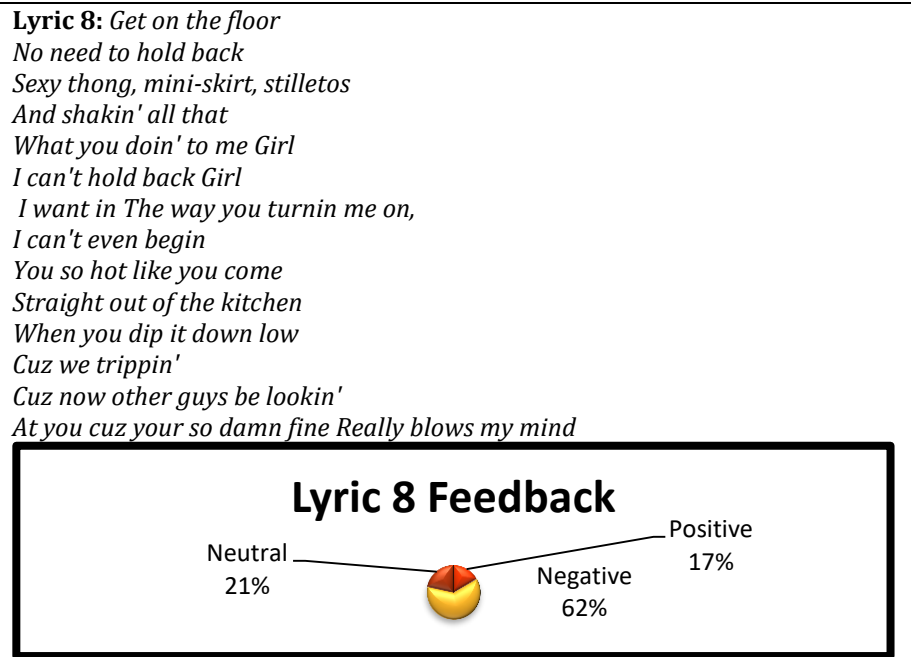 Lyric 8: Get on the floor
No need to hold back
Sexy thong, mini-skirt, stilletos
And shakin' all that
What you doin' to me Girl
I can't hold back Girl
I want in The way you turnin me on,
I can't even begin
You so hot like you come
Straight out of the kitchen
When you dip it down low
Cuz we trippin'
Cuz now other guys be lookin'
At you cuz your so damn fine Really blows my mind
Lyric 8 Feedback
Neutral
21%
Positive
17%
Negative
62%